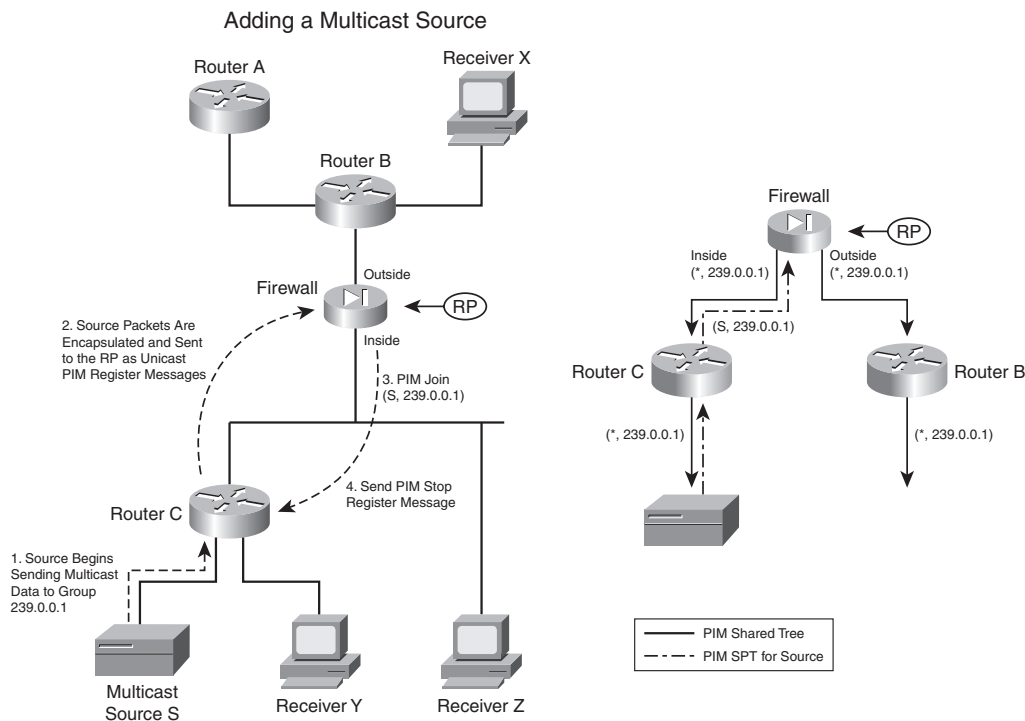 Adding a Multicast Source
Router A
Receiver X
Router B
Outside
Firewall
RP
Inside
2. Source Packets Are
Encapsulated and Sent
to the RP as Unicast
PIM Register Messages
3. PIM Join
(S, 239.0.0.1)
4. Send PIM Stop
Register Message
Router C
1. Source Begins
Sending Multicast
Data to Group
239.0.0.1
Multicast
Source S
Receiver Y
Receiver Z
Firewall
RP
Inside
(*, 239.0.0.1)
Outside
(*, 239.0.0.1)
(S, 239.0.0.1)
Router C
Router B
(*, 239.0.0.1)
(*, 239.0.0.1)
PIM Shared Tree
PIM SPT for Source